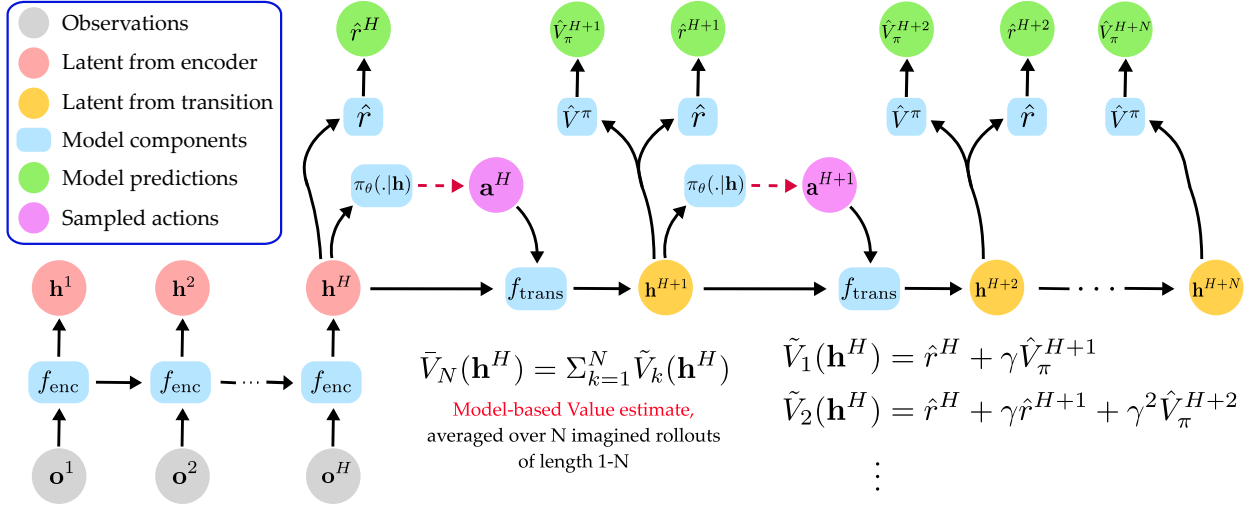 Observations
Latent from encoder
Latent from transition
Model components
Model predictions
Sampled actions
r̂^H
V̂_π^{H+1}
r̂^{H+1}
V̂_π^{H+2}
r̂^{H+2}
V̂_π^{H+N}
r̂
V̂^π
r̂
V̂^π
r̂
V̂^π
π_θ(.|h)
a^H
π_θ(.|h)
a^{H+1}
h^1
h^2
h^H
f_trans
h^{H+1}
f_trans
h^{H+2}
...
h^{H+N}
f_enc
f_enc
...
f_enc
o^1
o^2
o^H
V̄_N(h^H) = Σ_{k=1}^N Ṽ_k(h^H)
Model-based Value estimate,
averaged over N imagined rollouts
of length 1-N
Ṽ_1(h^H) = r̂^H + γV̂_π^{H+1}
Ṽ_2(h^H) = r̂^H + γr̂^{H+1} + γ^2V̂_π^{H+2}
⋮